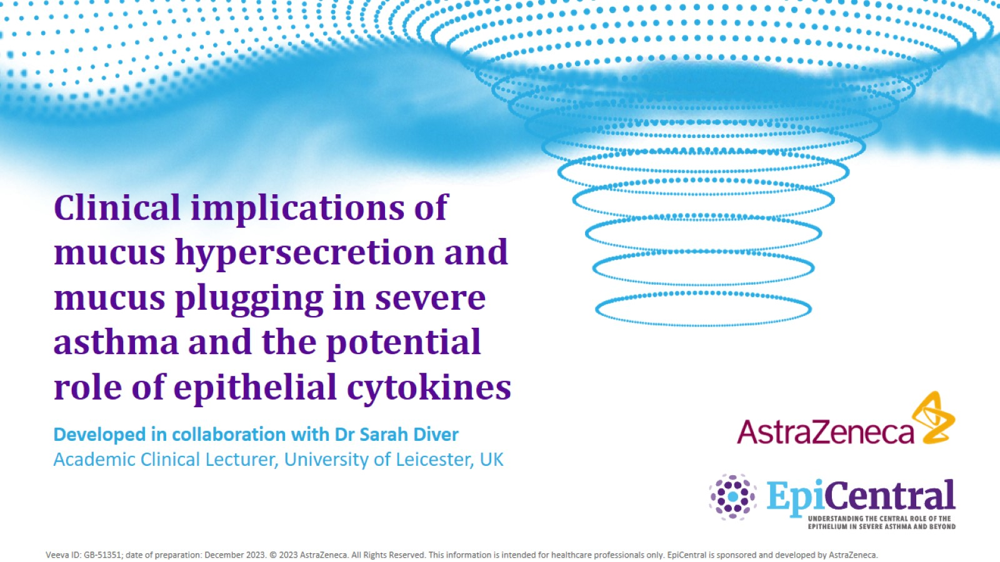 Clinical implications of
mucus hypersecretion and
mucus plugging in severe
asthma and the potential
role of epithelial cytokines
Developed in collaboration with Dr Sarah Diver
Academic Clinical Lecturer, University of Leicester, UK
AstraZeneca
EpiCentral
UNDERSTANDING THE CENTRAL ROLE OF THE
EPITHELIUM IN SEVERE ASTHMA AND BEYOND
Veeva ID: GB-51351; date of preparation: December 2023. © 2023 AstraZeneca. All Rights Reserved. This information is intended for healthcare professionals only. EpiCentral is sponsored and developed by AstraZeneca.